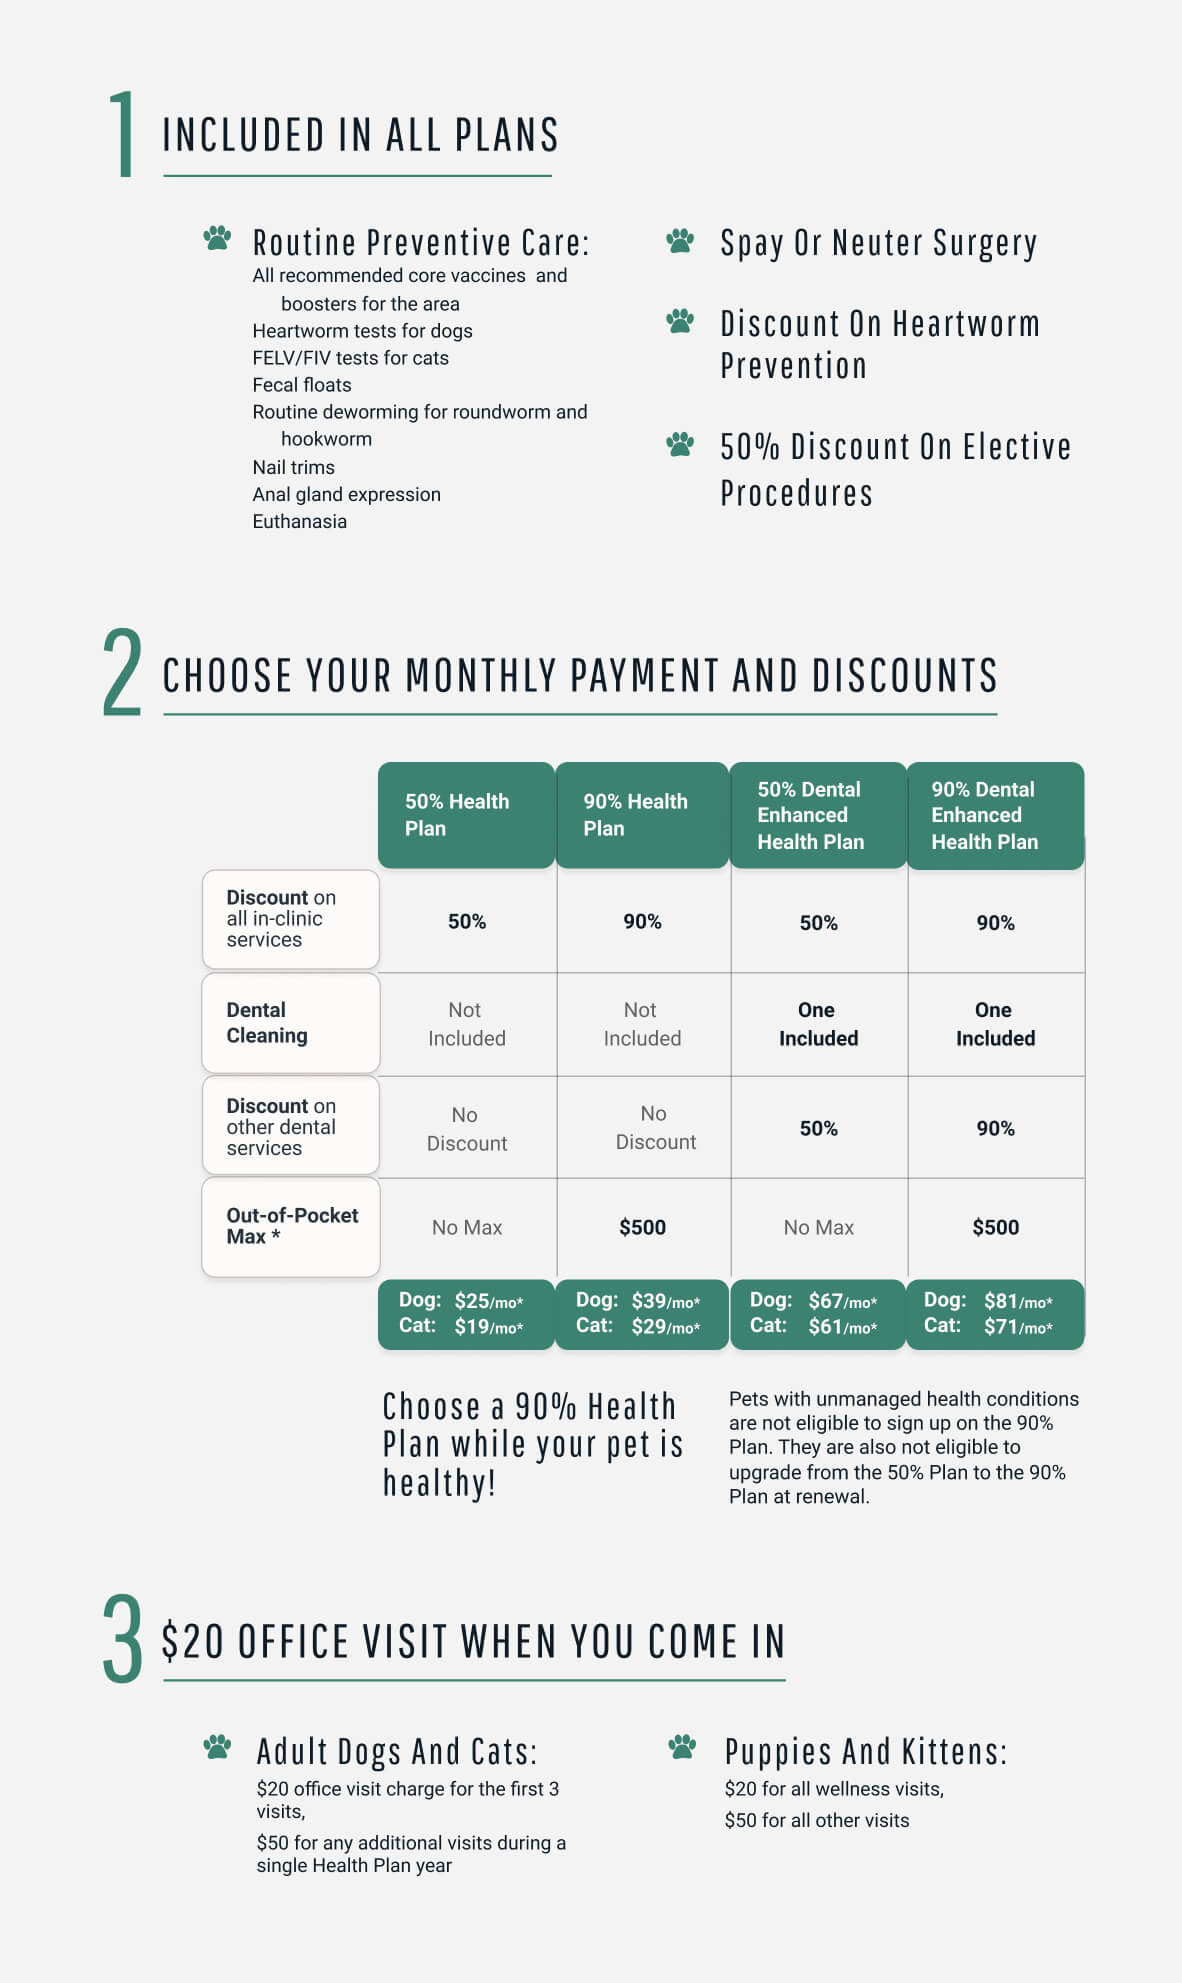 1
INCLUDED IN ALL PLANS
Routine Preventive Care:
All recommended core vaccines and
boosters for the area
Heartworm tests for dogs
FELV/FIV tests for cats
Fecal floats
Routine deworming for roundworm and
hookworm
Nail trims
Anal gland expression
Euthanasia
Spay Or Neuter Surgery
Discount On Heartworm
Prevention
50% Discount On Elective
Procedures
2
CHOOSE YOUR MONTHLY PAYMENT AND DISCOUNTS
50% Health
Plan
90% Health
Plan
50% Dental
Enhanced
Health Plan
90% Dental
Enhanced
Health Plan
Discount on
all in-clinic
services
50%
90%
50%
90%
Dental
Cleaning
Not
Included
Not
Included
One
Included
One
Included
Discount on
other dental
services
No
Discount
No
Discount
50%
90%
Out-of-Pocket
Max *
No Max
$500
No Max
$500
Dog: $25/mo*
Cat: $19/mo*
Dog: $39/mo*
Cat: $29/mo*
Dog: $67/mo*
Cat: $61/mo*
Dog: $81/mo*
Cat: $71/mo*
Choose a 90% Health
Plan while your pet is
healthy!
Pets with unmanaged health conditions
are not eligible to sign up on the 90%
Plan. They are also not eligible to
upgrade from the 50% Plan to the 90%
Plan at renewal.
3
$20 OFFICE VISIT WHEN YOU COME IN
Adult Dogs And Cats:
$20 office visit charge for the first 3
visits,
$50 for any additional visits during a
single Health Plan year
Puppies And Kittens:
$20 for all wellness visits,
$50 for all other visits